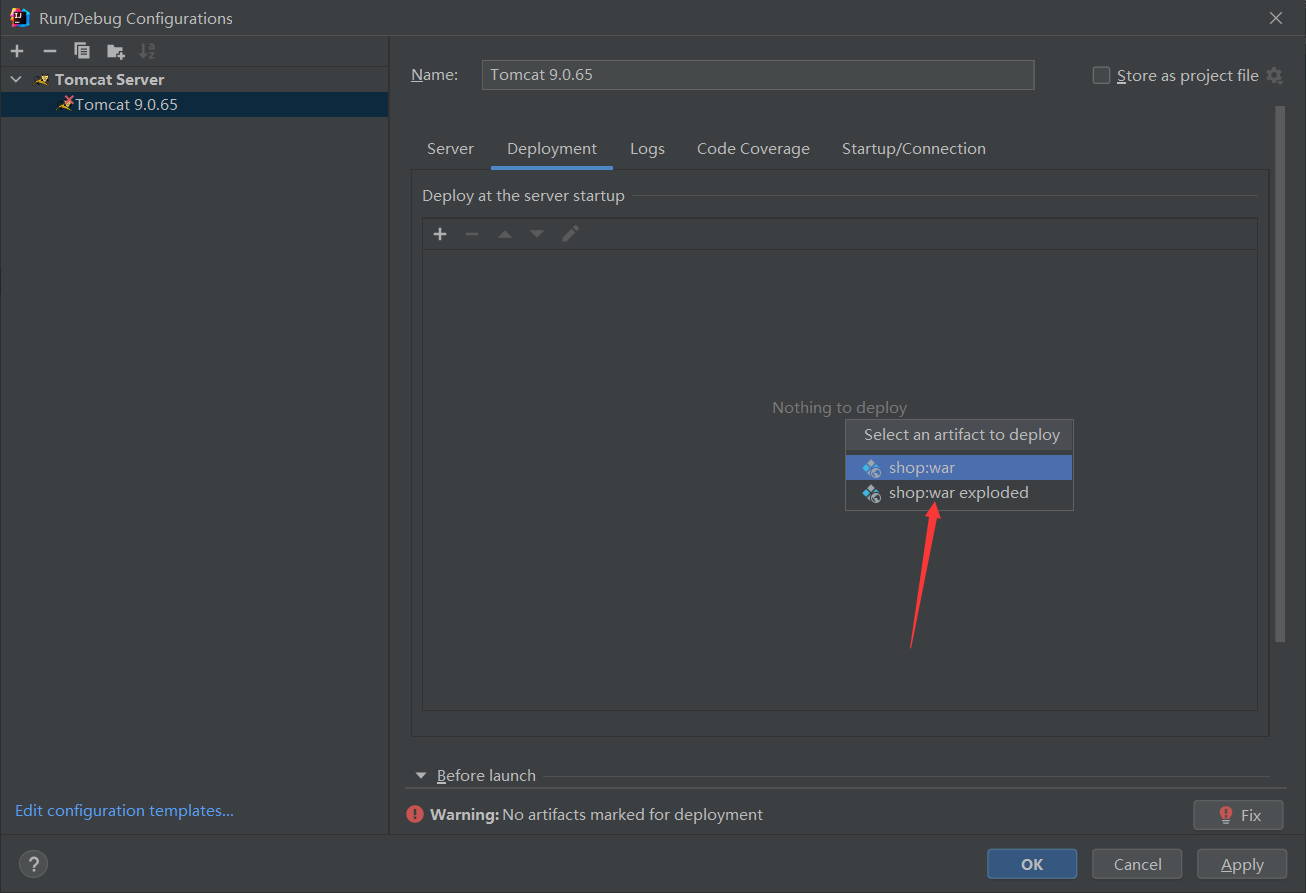 Run/Debug Configurations
Tomcat Server
Tomcat 9.0.65
Edit configuration templates...
Name: Tomcat 9.0.65
Store as project file
Server Deployment Logs Code Coverage Startup/Connection
Deploy at the server startup
Nothing to deploy
Select an artifact to deploy
shop:war
shop:war exploded
Before launch
Warning: No artifacts marked for deployment
Fix
?
OK Cancel Apply